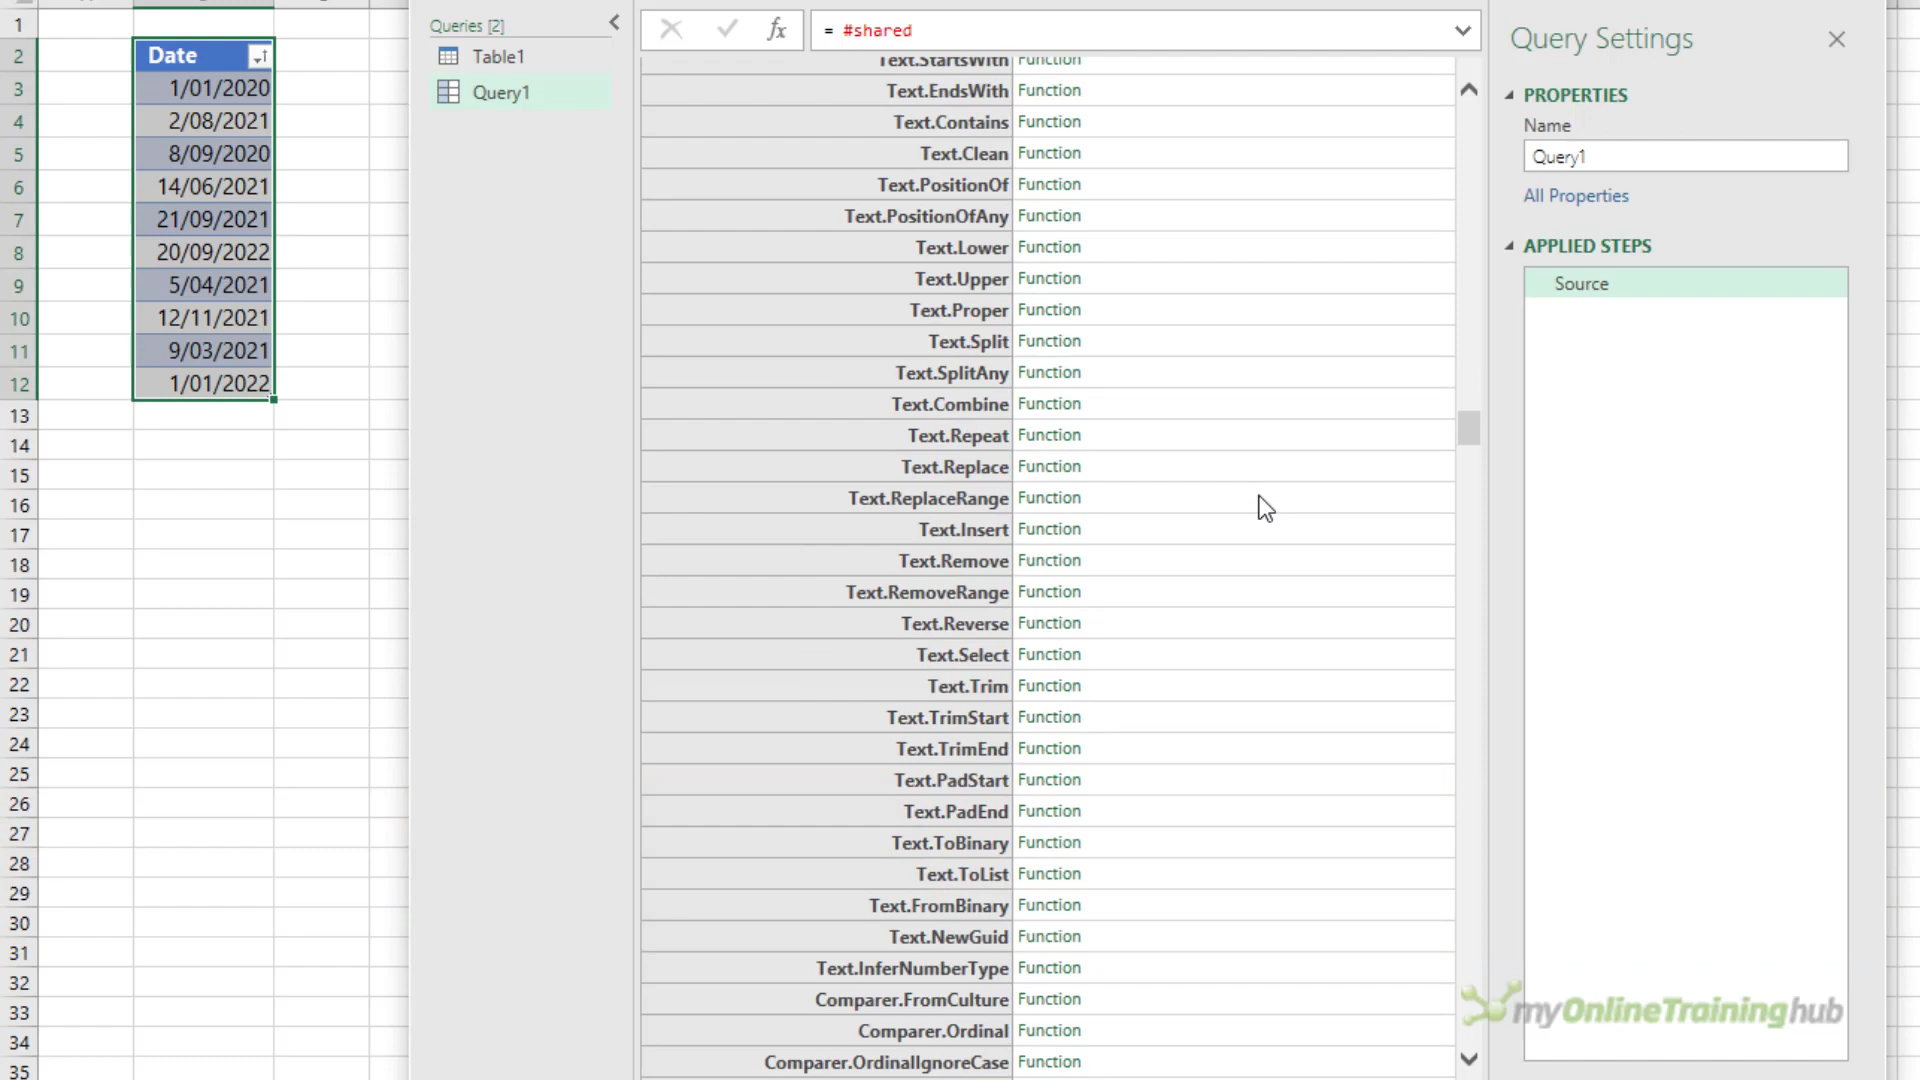 1
2
3
4
5
6
7
8
9
10
11
12
13
14
15
16
17
18
19
20
21
22
23
24
25
26
27
28
29
30
31
32
33
34
35
Date
1/01/2020
2/08/2021
8/09/2020
14/06/2021
21/09/2021
20/09/2022
5/04/2021
12/11/2021
9/03/2021
1/01/2022
Queries [2]
Table1
Query1
fx
= #shared
Text.StartsWith Function
Text.EndsWith Function
Text.Contains Function
Text.Clean Function
Text.PositionOf Function
Text.PositionOfAny Function
Text.Lower Function
Text.Upper Function
Text.Proper Function
Text.Split Function
Text.SplitAny Function
Text.Combine Function
Text.Repeat Function
Text.Replace Function
Text.ReplaceRange Function
Text.Insert Function
Text.Remove Function
Text.RemoveRange Function
Text.Reverse Function
Text.Select Function
Text.Trim Function
Text.TrimStart Function
Text.TrimEnd Function
Text.PadStart Function
Text.PadEnd Function
Text.ToBinary Function
Text.ToList Function
Text.FromBinary Function
Text.NewGuid Function
Text.InferNumberType Function
Comparer.FromCulture Function
Comparer.Ordinal Function
Comparer.OrdinalIgnoreCase Function
Query Settings
PROPERTIES
Name
Query1
All Properties
APPLIED STEPS
Source
myOnlineTraininghub